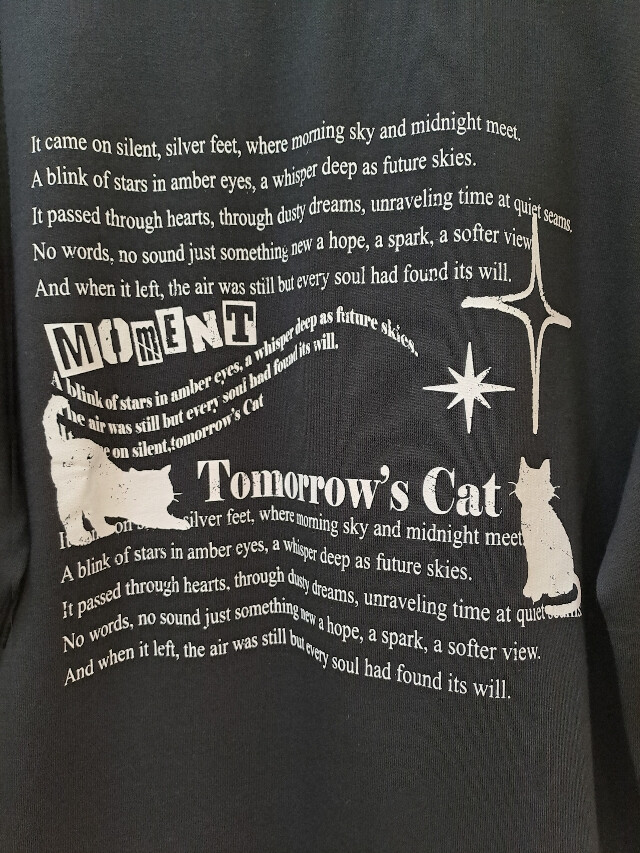 It came on silent, silver feet, where morning sky and midnight meet.
A blink of stars in amber eyes, a whisper deep as future skies.
It passed through hearts, through dusty dreams, unraveling time at quiet seams.
No words, no sound just something new a hope, a spark, a softer view
And when it left, the air was still but every soul had found its will.
MOMENT
A blink of stars in amber eyes, a whisper deep as future skies.
he air was still but every soul had found its will.
on silent,tomorrow's Cat
Tomorrow's Cat
silver feet, where morning sky and midnight meet
A blink of stars in amber eyes, a whisper deep as future skies.
It passed through hearts, through dusty dreams, unraveling time at quiet seams
No words, no sound just something new a hope, a spark, a softer view.
And when it left, the air was still but every soul had found its will.